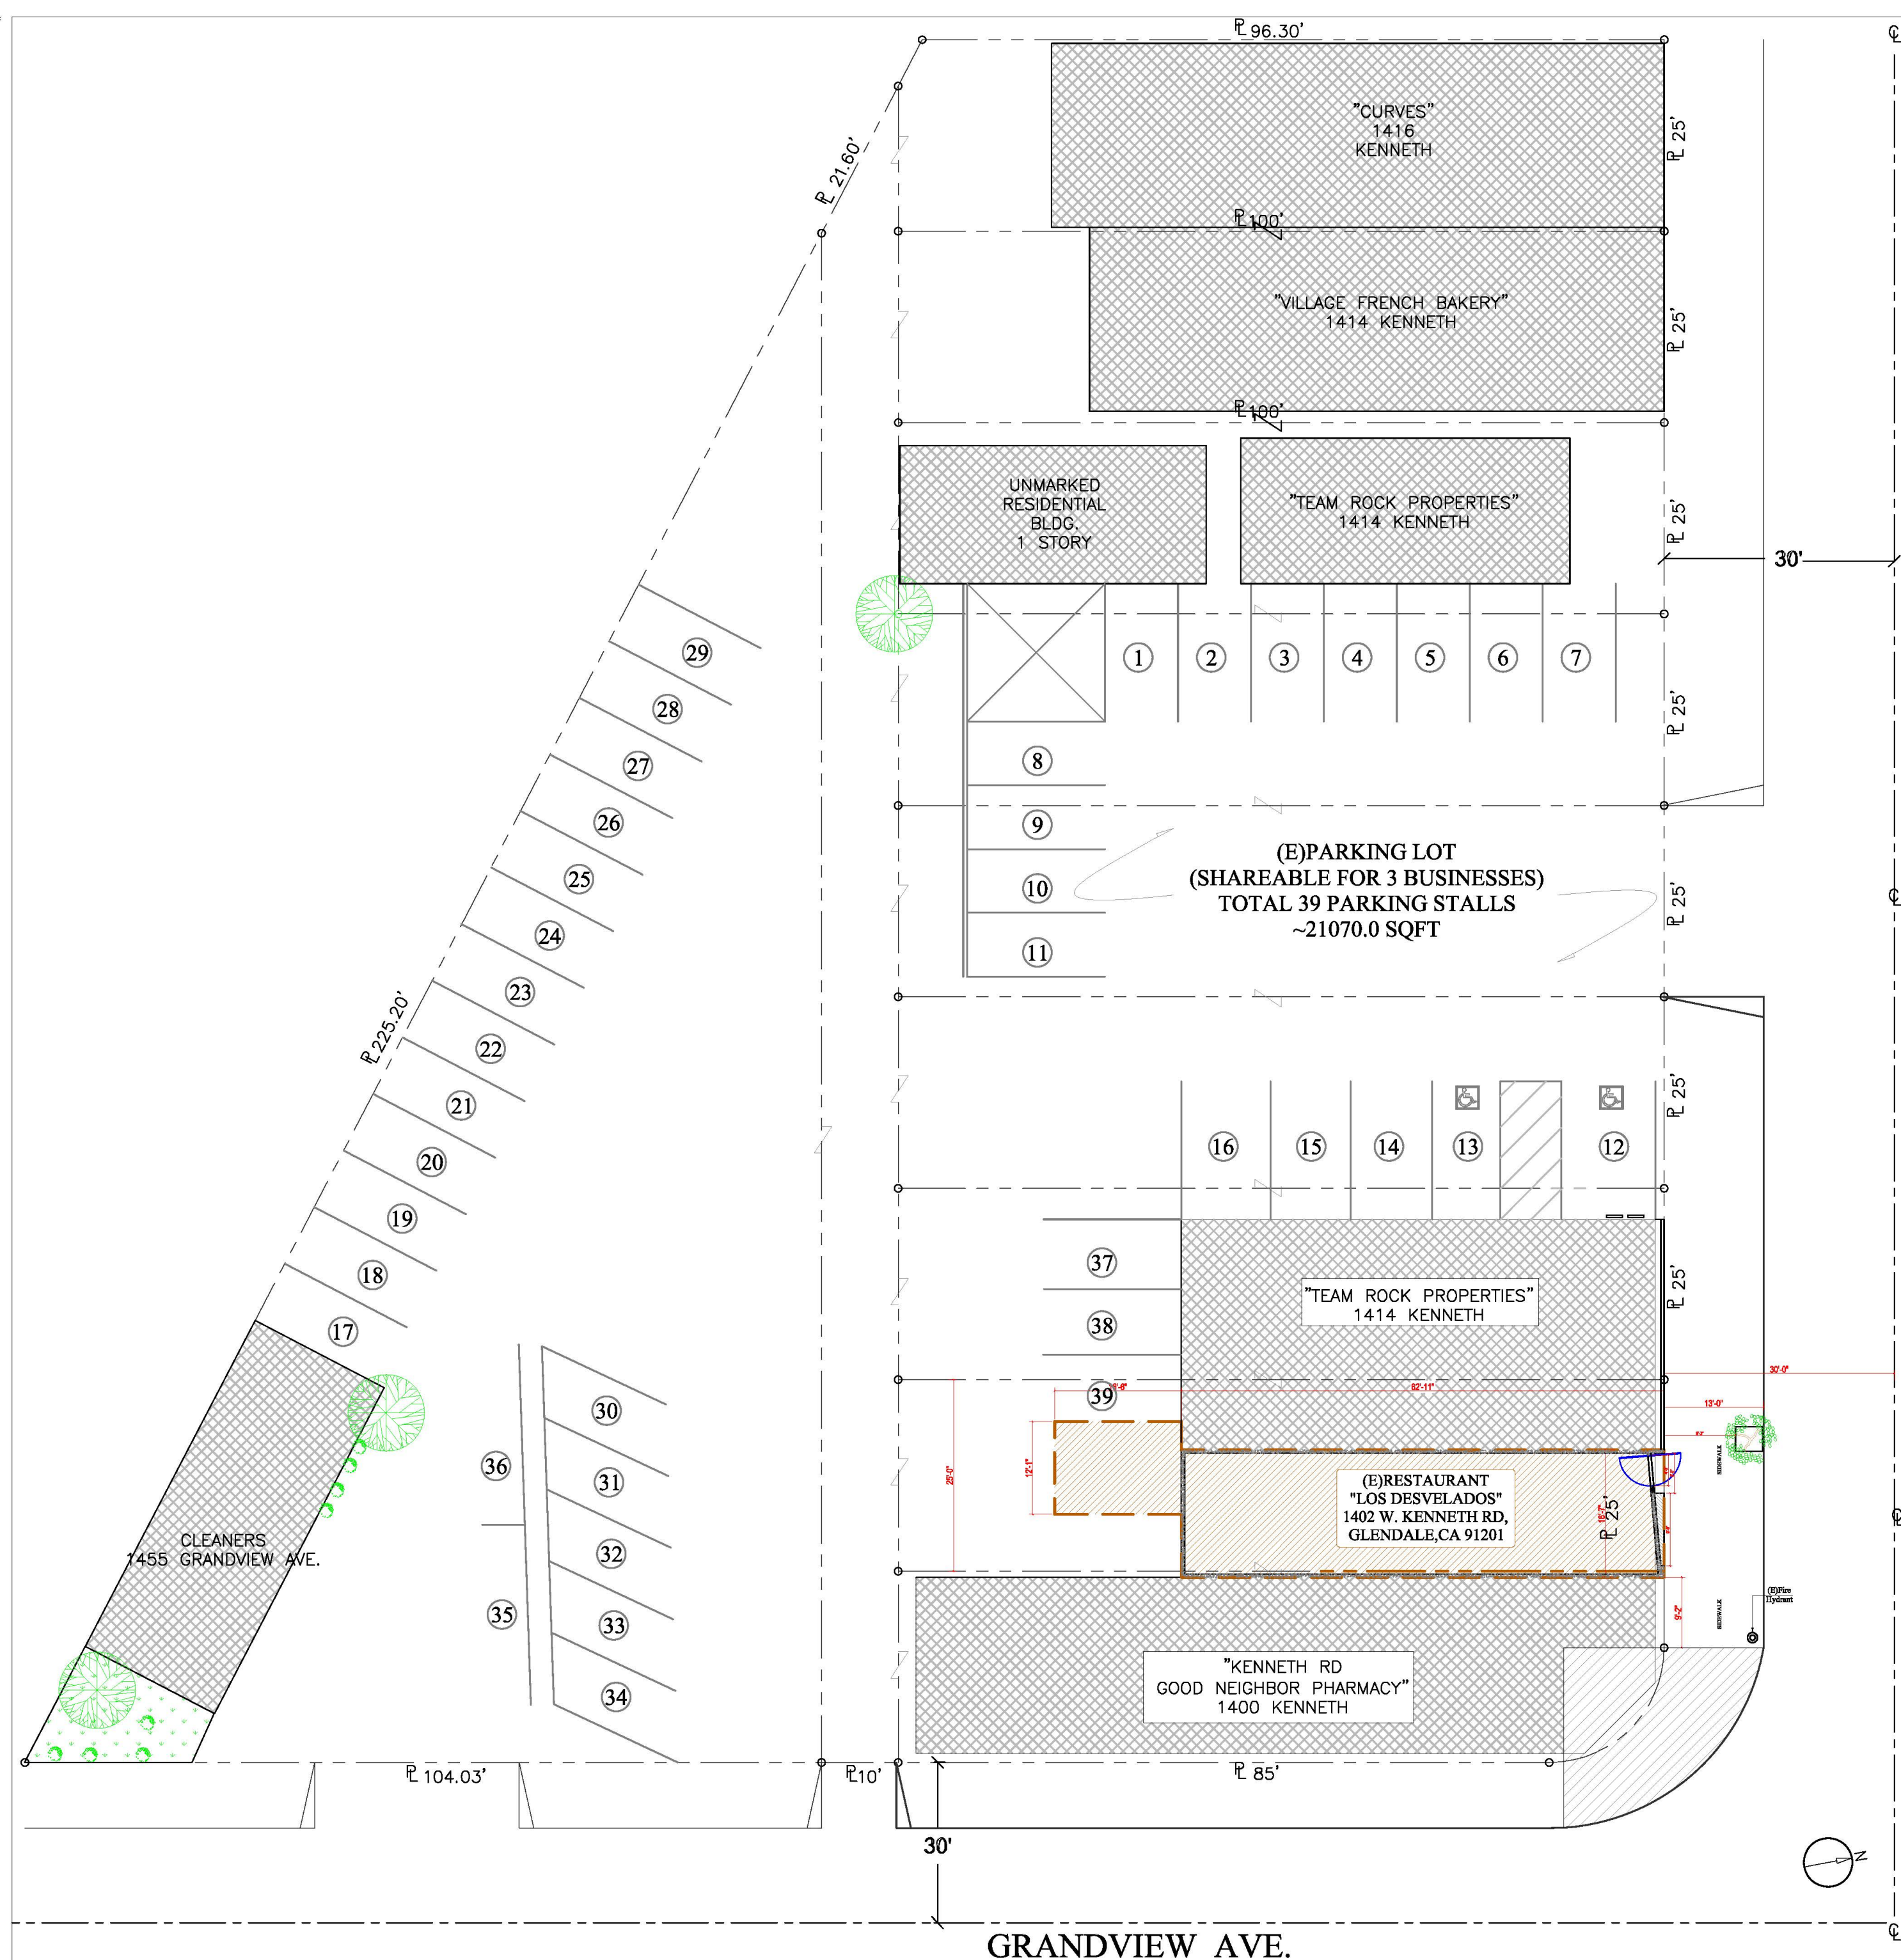 ℄
℄
℄
℄
℄
℄
℄ 96.30'
"CURVES"
1416
KENNETH
℄ 25'
℄ 21.60'
℄ 100'
"VILLAGE FRENCH BAKERY"
1414 KENNETH
℄ 25'
℄ 100'
UNMARKED
RESIDENTIAL
BLDG.
1 STORY
"TEAM ROCK PROPERTIES"
1414 KENNETH
℄ 25'
30'
29
28
27
26
25
24
23
22
21
20
19
18
17
1
2
3
4
5
6
7
℄ 25'
8
9
10
11
(E)PARKING LOT
(SHAREABLE FOR 3 BUSINESSES)
TOTAL 39 PARKING STALLS
~21070.0 SQFT
℄ 25'
℄ 225.20'
16
15
14
13
12
℄ 25'
37
38
39
"TEAM ROCK PROPERTIES"
1414 KENNETH
℄ 25'
30'-0"
62'-11"
13'-0"
25'-0"
12'-1"
30
31
32
33
34
36
35
CLEANERS
1455 GRANDVIEW AVE.
(E)RESTAURANT
"LOS DESVELADOS"
1402 W. KENNETH RD,
GLENDALE,CA 91201
16'-7"
℄ 25'
SIDEWALK
(E)Fire
Hydrant
SIDEWALK
9'-2"
"KENNETH RD
GOOD NEIGHBOR PHARMACY"
1400 KENNETH
℄ 104.03'
℄ 10'
℄ 85'
30'
N
GRANDVIEW AVE.